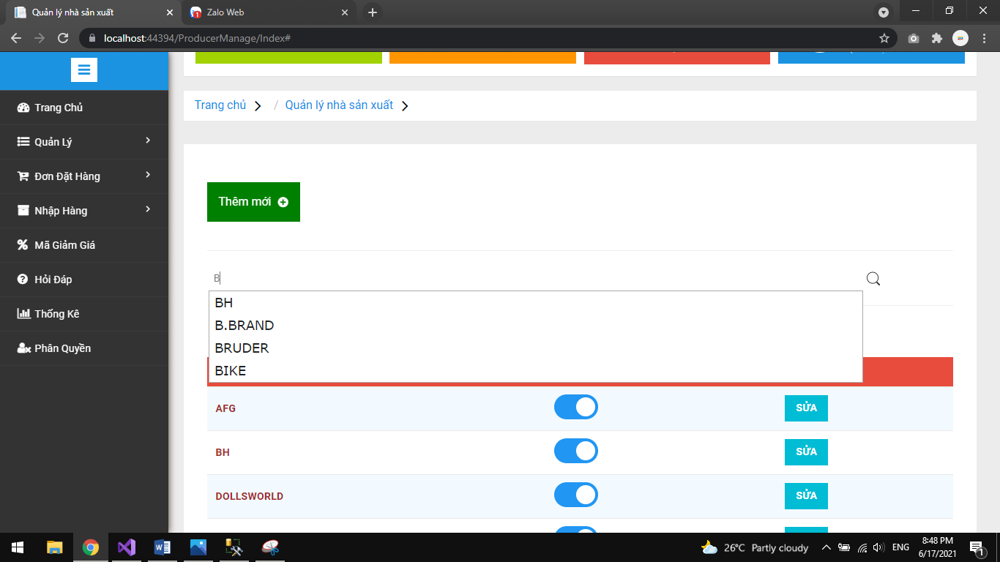 Quản lý nhà sản xuất
Zalo Web
localhost:44394/ProducerManage/Index#
Trang Chủ
Quản Lý
Đơn Đặt Hàng
Nhập Hàng
Mã Giảm Giá
Hỏi Đáp
Thống Kê
Phân Quyền
Trang chủ / Quản lý nhà sản xuất
Thêm mới
B
BH
B.BRAND
BRUDER
BIKE
AFG SỬA
BH SỬA
DOLLSWORLD SỬA
26°C Partly cloudy
ENG
8:48 PM
6/17/2021
1